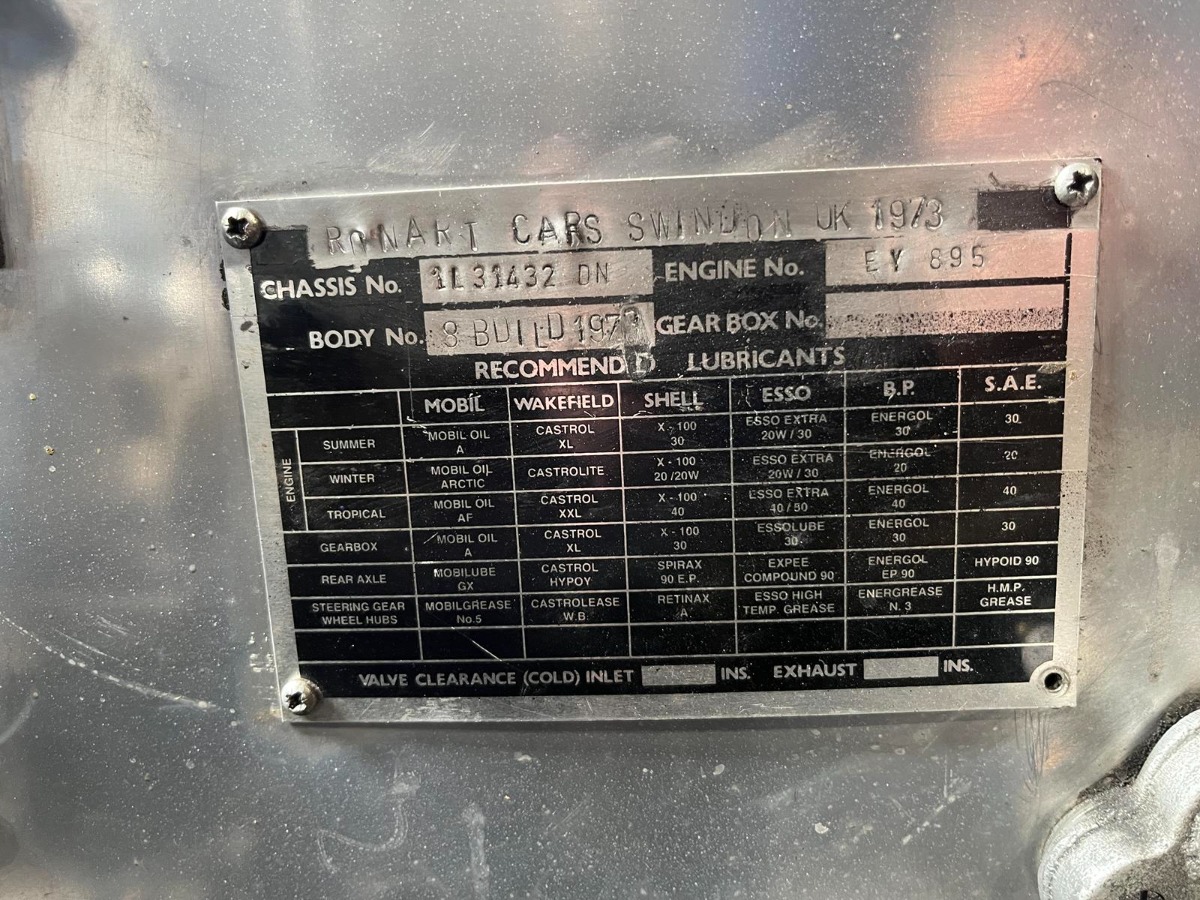 RONART CARS SWINDON UK 1973
CHASSIS No. 1L31432 DN ENGINE No. EY 895
BODY No. 8 BUILD 1973 GEAR BOX No.
RECOMMENDED LUBRICANTS
MOBIL WAKEFIELD SHELL ESSO B.P. S.A.E.
ENGINE
SUMMER MOBIL OIL A CASTROL XL X - 100 30 ESSO EXTRA 20W / 30 ENERGOL 30 30
WINTER MOBIL OIL ARCTIC CASTROLITE X - 100 20 /20W ESSO EXTRA 20W / 30 ENERGOL 20 20
TROPICAL MOBIL OIL AF CASTROL XXL X - 100 40 ESSO EXTRA 40 / 50 ENERGOL 40 40
GEARBOX MOBIL OIL A CASTROL XL X - 100 30 ESSOLUBE 30 ENERGOL 30 30
REAR AXLE MOBILUBE GX CASTROL HYPOY SPIRAX 90 E.P. EXPEE COMPOUND 90 ENERGOL EP 90 HYPOID 90
STEERING GEAR WHEEL HUBS MOBILGREASE No.5 CASTROLEASE W.B. RETINAX A ESSO HIGH TEMP. GREASE ENERGREASE N. 3 H.M.P. GREASE
VALVE CLEARANCE (COLD) INLET INS. EXHAUST INS.